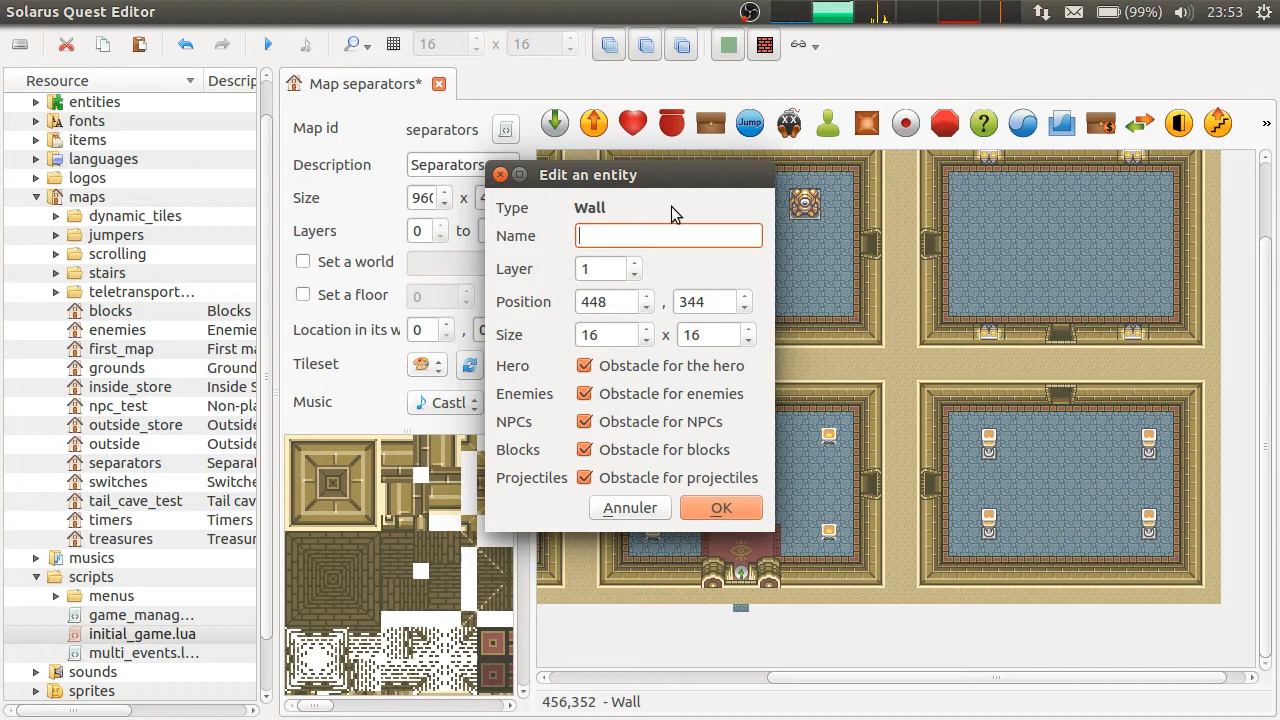 Solarus Quest Editor
(99%)
23:53
16 x 16
Resource
Descrip
entities
fonts
items
languages
logos
maps
dynamic_tiles
jumpers
scrolling
stairs
teletransport…
blocks Blocks
enemies Enemie
first_map First m
grounds Ground
inside_store Inside S
npc_test Non-pla
outside_store Outside
outside Outside
separators Separat
switches Switche
tail_cave_test Tail cav
timers Timers
treasures Treasur
musics
scripts
menus
game_manag…
initial_game.lua
multi_events.l…
sounds
sprites
Map separators*
Map id separators
Description Separators
Size 960 x 4
Layers 0 to
Set a world
Set a floor 0
Location in its w 0 , 0
Tileset
Music Castl
Jump
»
Edit an entity
Type Wall
Name
Layer 1
Position 448 , 344
Size 16 x 16
Hero Obstacle for the hero
Enemies Obstacle for enemies
NPCs Obstacle for NPCs
Blocks Obstacle for blocks
Projectiles Obstacle for projectiles
Annuler OK
456,352 - Wall